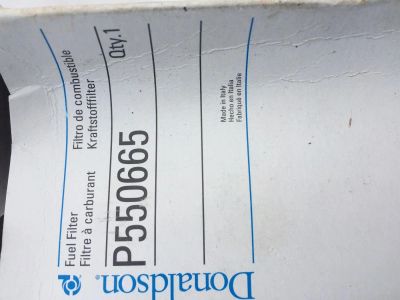 Fuel Filter
Filtro de combustible
Filtre à carburant
Kraftstofffilter
P550665
Qty.1
Made in Italy
Hecho en Italia
Fabriqué en Italie
Donaldson.